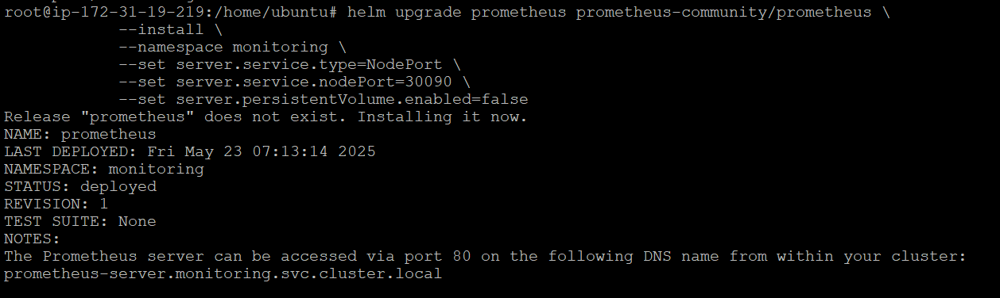 root@ip-172-31-19-219:/home/ubuntu# helm upgrade prometheus prometheus-community/prometheus \
--install \
--namespace monitoring \
--set server.service.type=NodePort \
--set server.service.nodePort=30090 \
--set server.persistentVolume.enabled=false
Release "prometheus" does not exist. Installing it now.
NAME: prometheus
LAST DEPLOYED: Fri May 23 07:13:14 2025
NAMESPACE: monitoring
STATUS: deployed
REVISION: 1
TEST SUITE: None
NOTES:
The Prometheus server can be accessed via port 80 on the following DNS name from within your cluster:
prometheus-server.monitoring.svc.cluster.local